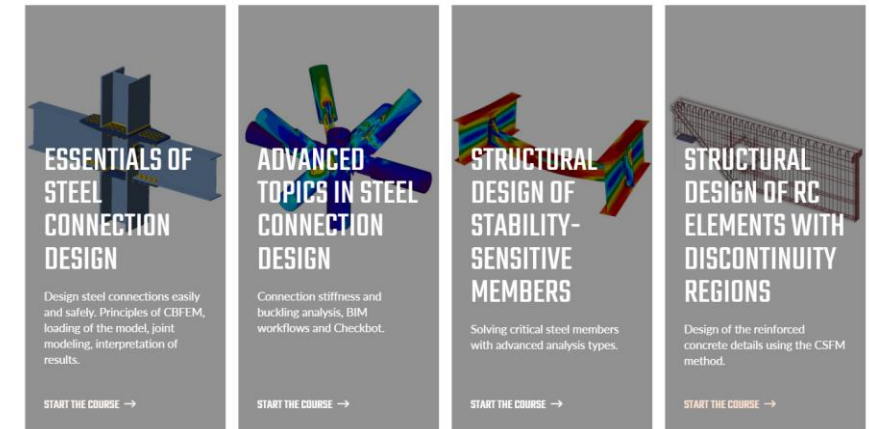 ESSENTIALS OF
STEEL
CONNECTION
DESIGN
Design steel connections easily
and safely. Principles of CBFEM,
loading of the model, joint
modeling, interpretation of
results.
START THE COURSE →
ADVANCED
TOPICS IN STEEL
CONNECTION
DESIGN
Connection stiffness and
buckling analysis, BIM
workflows and Checkbot.
START THE COURSE →
STRUCTURAL
DESIGN OF
STABILITY-
SENSITIVE
MEMBERS
Solving critical steel members
with advanced analysis types.
START THE COURSE →
STRUCTURAL
DESIGN OF RC
ELEMENTS WITH
DISCONTINUITY
REGIONS
Design of the reinforced
concrete details using the CSFM
method.
START THE COURSE →